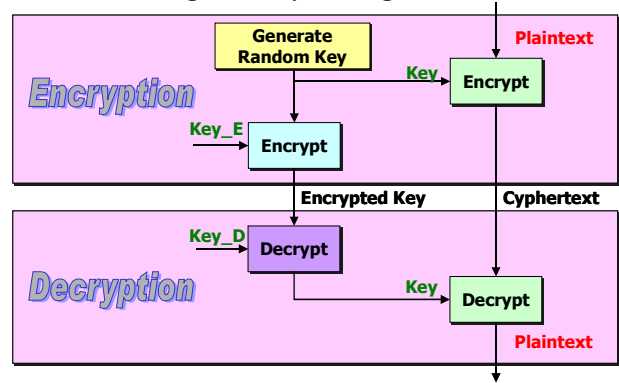 Generate
Random Key
Plaintext
Key
Encrypt
Encryption
Key_E
Encrypt
Encrypted Key
Cyphertext
Key_D
Decrypt
Decryption
Key
Decrypt
Plaintext